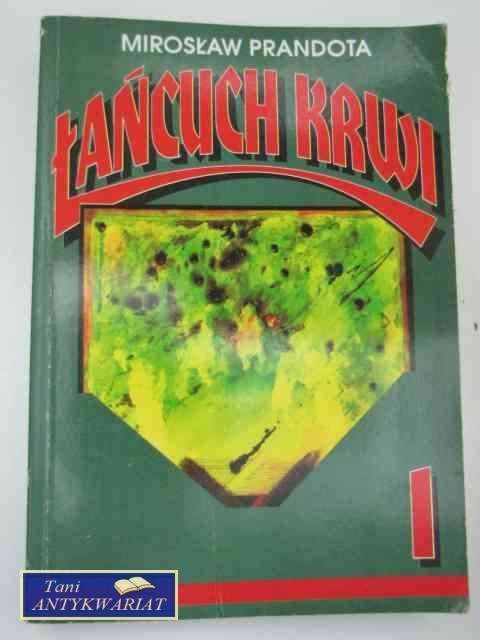 MIROSŁAW PRANDOTA
ŁAŃCUCH KRWI
I
Tani
ANTYKWARIAT